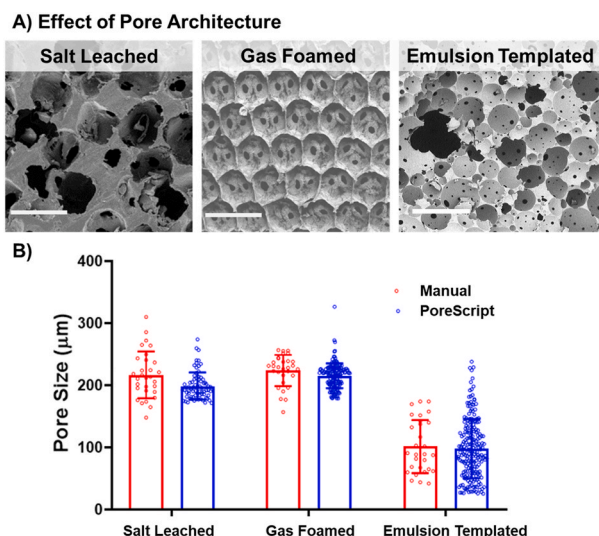 A) Effect of Pore Architecture
Salt Leached
Gas Foamed
Emulsion Templated
B)
400
300
200
100
0
Pore Size (μm)
Manual
PoreScript
Salt Leached
Gas Foamed
Emulsion Templated